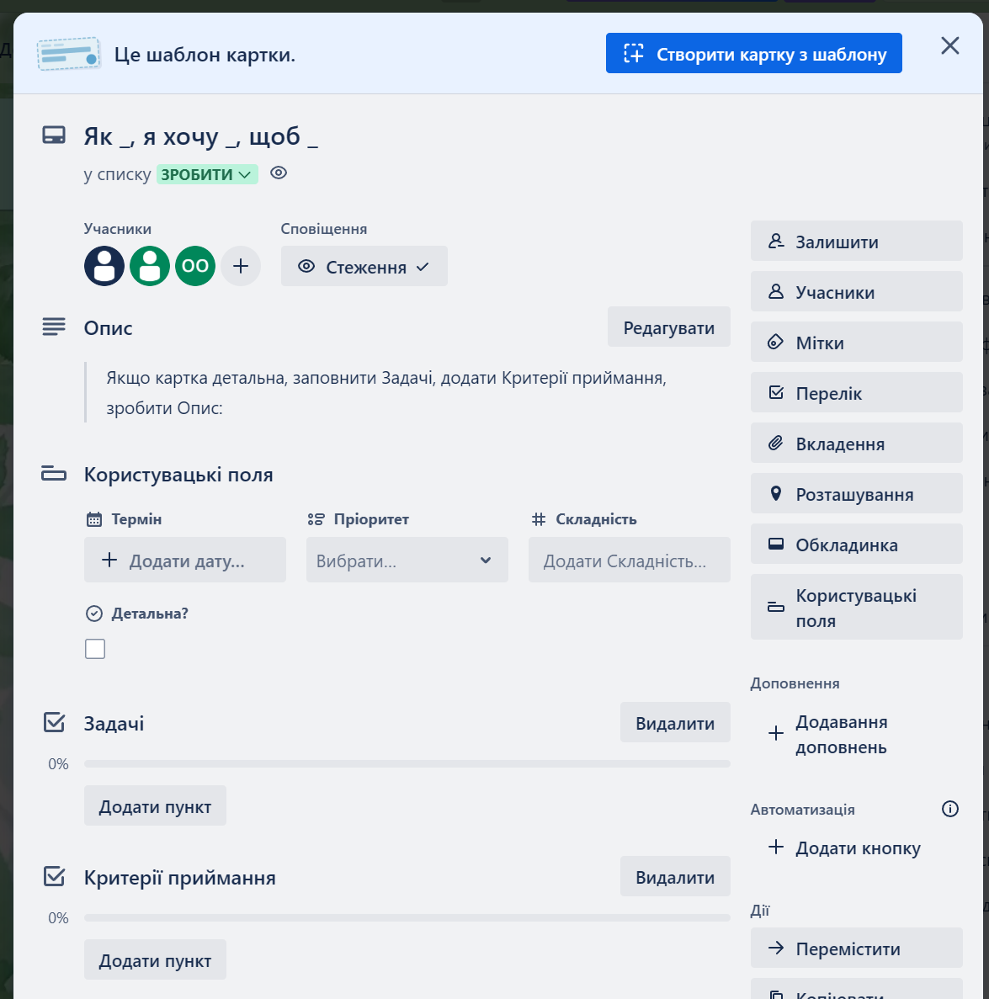 Це шаблон картки.
Створити картку з шаблону
Як _, я хочу _, щоб _
у списку ЗРОБИТИ
Учасники
Сповіщення
OO
Стеження
Опис
Редагувати
Якщо картка детальна, заповнити Задачі, додати Критерії приймання,
зробити Опис:
Користувацькі поля
Термін
Пріоритет
Складність
Додати дату...
Вибрати...
Додати Складність...
Детальна?
Задачі
Видалити
0%
Додати пункт
Критерії приймання
Видалити
0%
Додати пункт
Залишити
Учасники
Мітки
Перелік
Вкладення
Розташування
Обкладинка
Користувацькі
поля
Доповнення
Додавання
доповнень
Автоматизація
Додати кнопку
Дії
Перемістити
Копіювати